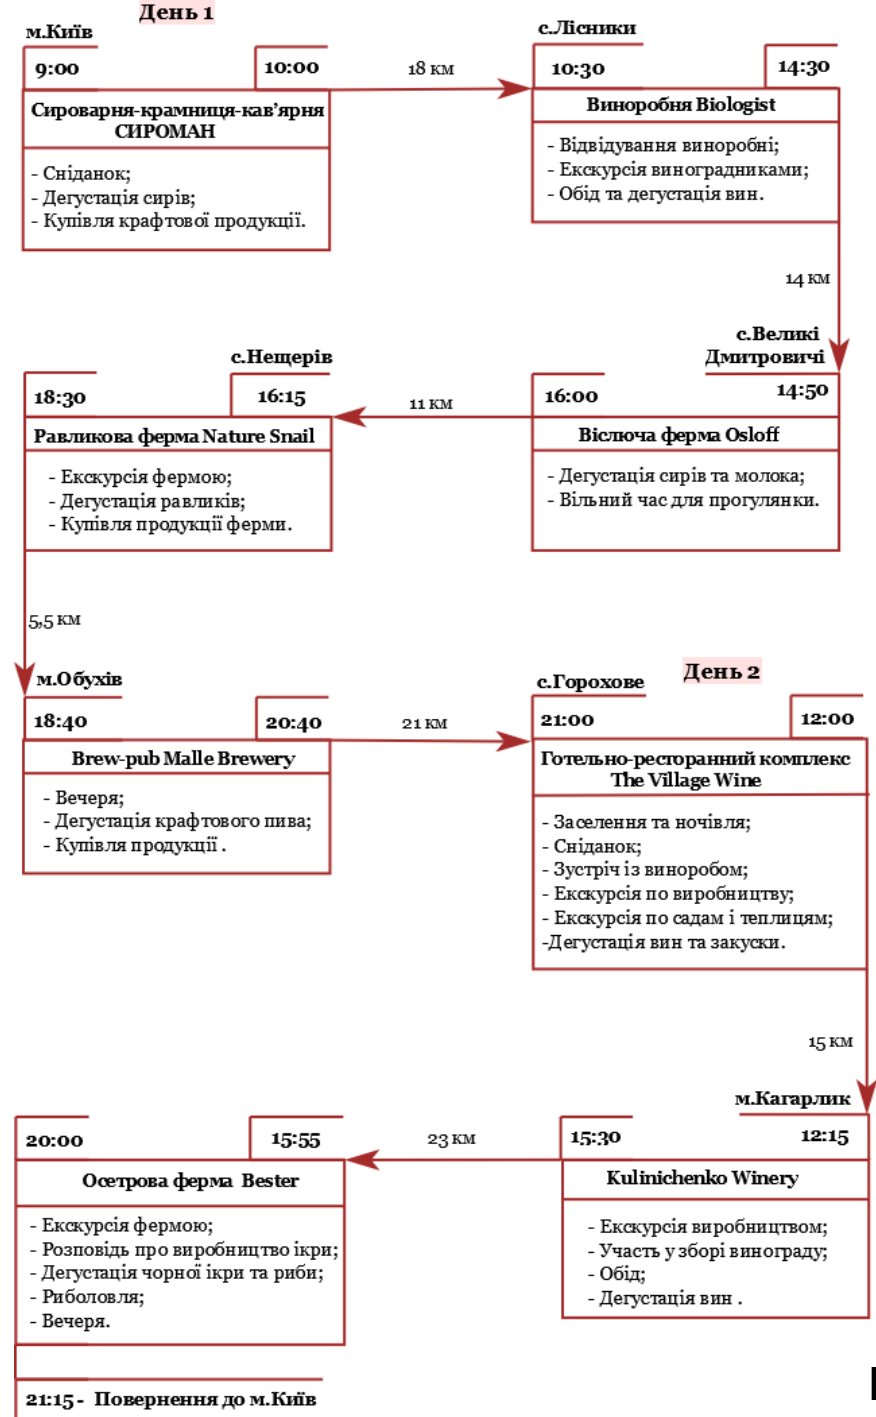 День 1
м.Київ
9:00
10:00
Сироварня-крамниця-кав’ярня
СИРОМАН
- Сніданок;
- Дегустація сирів;
- Купівля крафтової продукції.
18 км
с.Лісники
10:30
14:30
Виноробня Biologist
- Відвідування виноробні;
- Екскурсія виноградниками;
- Обід та дегустація вин.
14 км
с.Великі
Дмитровичі
16:00
14:50
Віслюча ферма Osloff
- Дегустація сирів та молока;
- Вільний час для прогулянки.
11 км
с.Нещерів
18:30
16:15
Равликова ферма Nature Snail
- Екскурсія фермою;
- Дегустація равликів;
- Купівля продукції ферми.
5,5 км
м.Обухів
18:40
20:40
Brew-pub Malle Brewery
- Вечеря;
- Дегустація крафтового пива;
- Купівля продукції .
21 км
День 2
с.Горохове
21:00
12:00
Готельно-ресторанний комплекс
The Village Wine
- Заселення та ночівля;
- Сніданок;
- Зустріч із виноробом;
- Екскурсія по виробництву;
- Екскурсія по садам і теплицям;
-Дегустація вин та закуски.
15 км
м.Кагарлик
15:30
12:15
Kulinichenko Winery
- Екскурсія виробництвом;
- Участь у зборі винограду;
- Обід;
- Дегустація вин .
23 км
20:00
15:55
Осетрова ферма Bester
- Екскурсія фермою;
- Розповідь про виробництво ікри;
- Дегустація чорної ікри та риби;
- Риболовля;
- Вечеря.
21:15 - Повернення до м.Київ